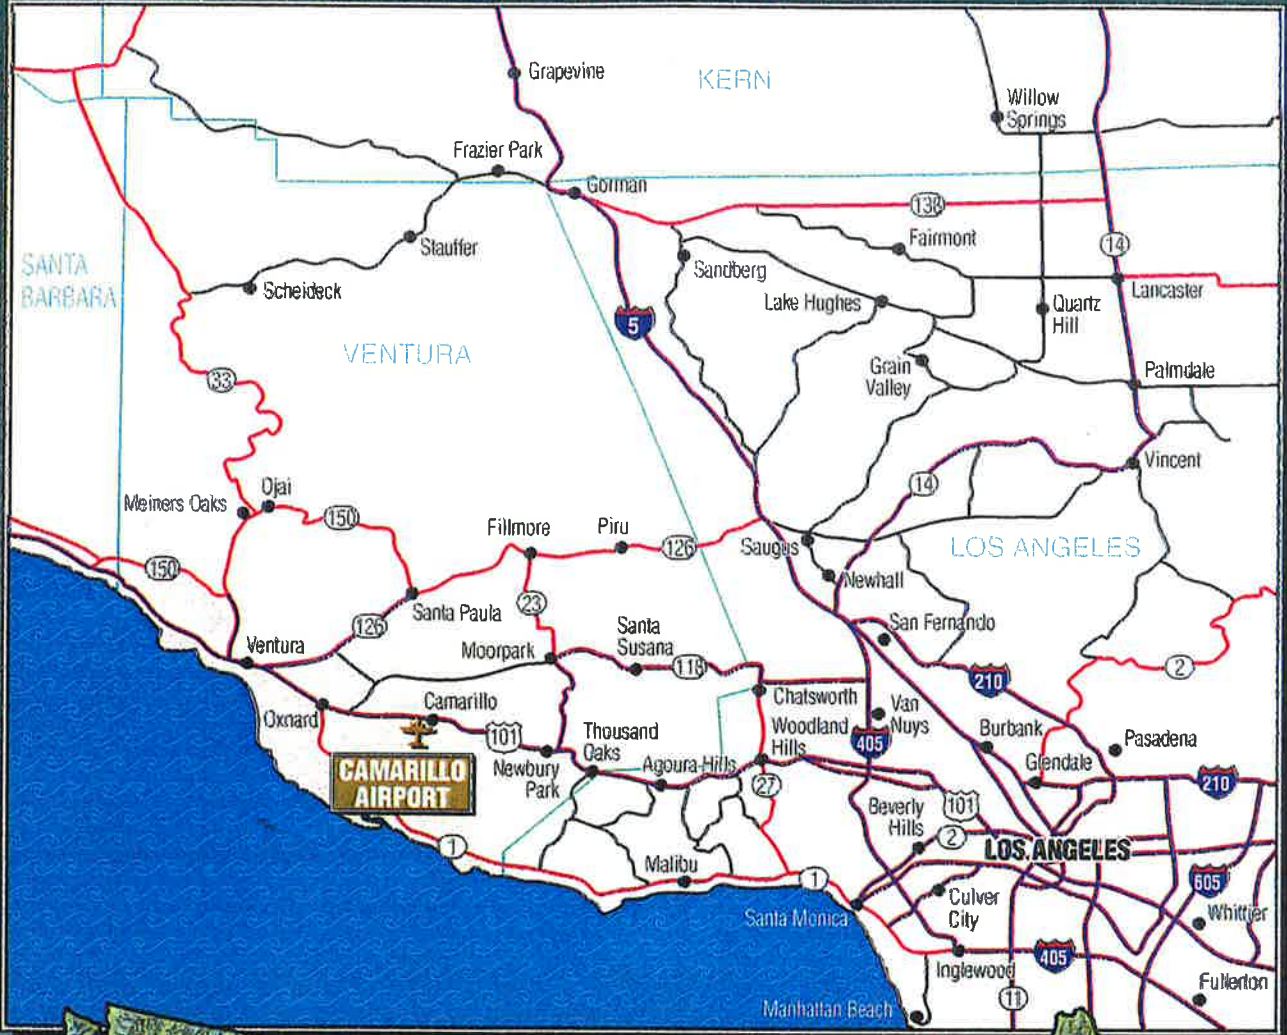 Grapevine
KERN
Willow
Springs
Frazier Park
Gorman
138
Stauffer
Fairmont
14
SANTA
BARBARA
Sandberg
Scheideck
Lake Hughes
Lancaster
Quartz
Hill
5
VENTURA
33
Grain
Valley
Palmdale
Vincent
14
Meiners Oaks
Ojai
150
Fillmore
Piru
126
Saugus
LOS ANGELES
150
Newhall
23
Santa Paula
126
San Fernando
Ventura
Moorpark
Santa
Susana
118
2
210
Chatsworth
Oxnard
Camarillo
101
Thousand
Oaks
Woodland
Hills
Van
Nuys
405
Burbank
Pasadena
Newbury
Park
Agoura Hills
Glendale
210
CAMARILLO
AIRPORT
27
Beverly
Hills
101
2
LOS ANGELES
1
Malibu
1
605
Culver
City
Santa Monica
Whittier
405
Inglewood
Fullerton
11
Manhattan Beach